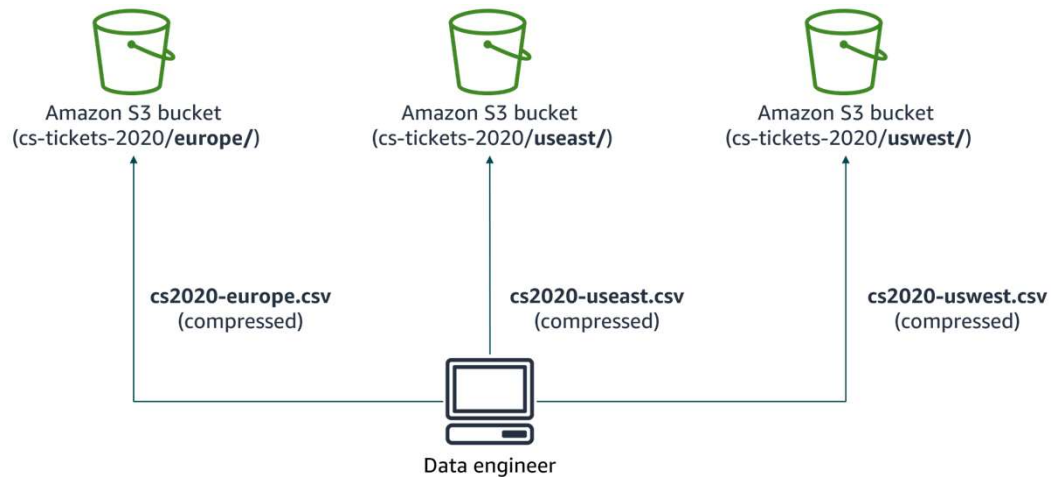 Amazon S3 bucket
(cs-tickets-2020/europe/)
Amazon S3 bucket
(cs-tickets-2020/useast/)
Amazon S3 bucket
(cs-tickets-2020/uswest/)
cs2020-europe.csv
(compressed)
cs2020-useast.csv
(compressed)
cs2020-uswest.csv
(compressed)
Data engineer